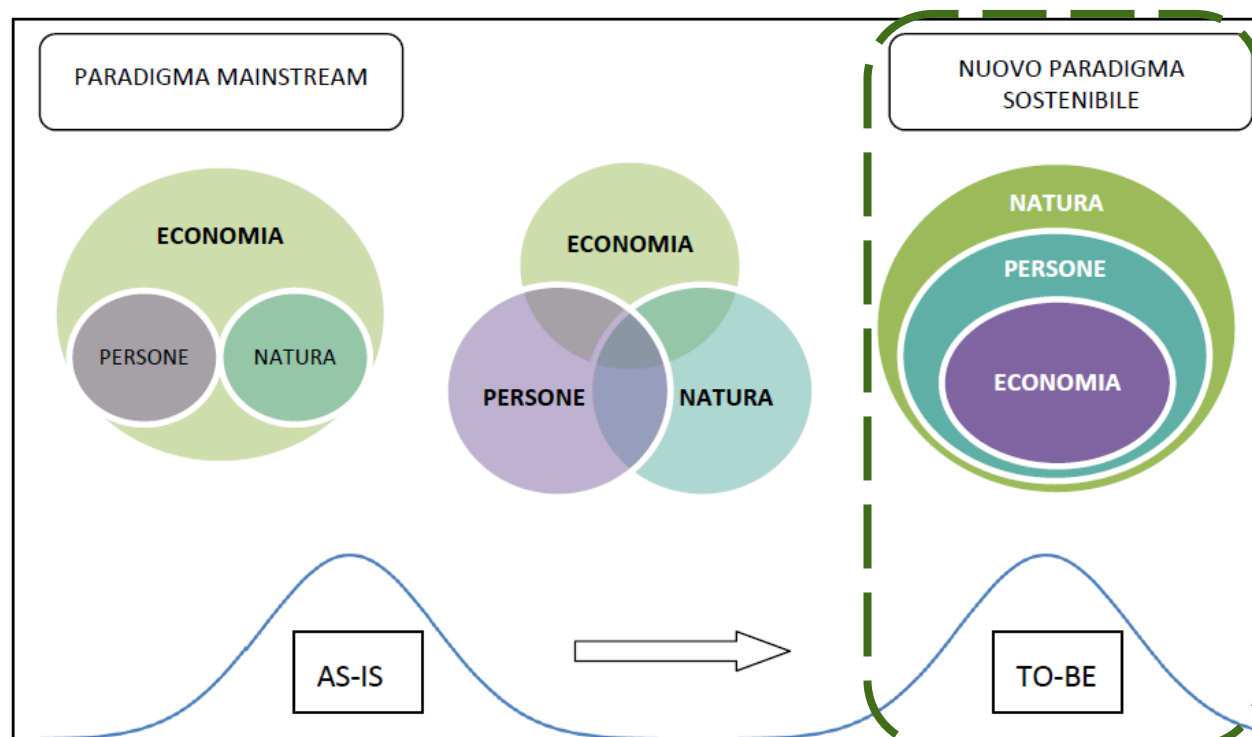 PARADIGMA MAINSTREAM
NUOVO PARADIGMA
SOSTENIBILE
ECONOMIA
PERSONE
NATURA
ECONOMIA
PERSONE
NATURA
NATURA
PERSONE
ECONOMIA
AS-IS
TO-BE